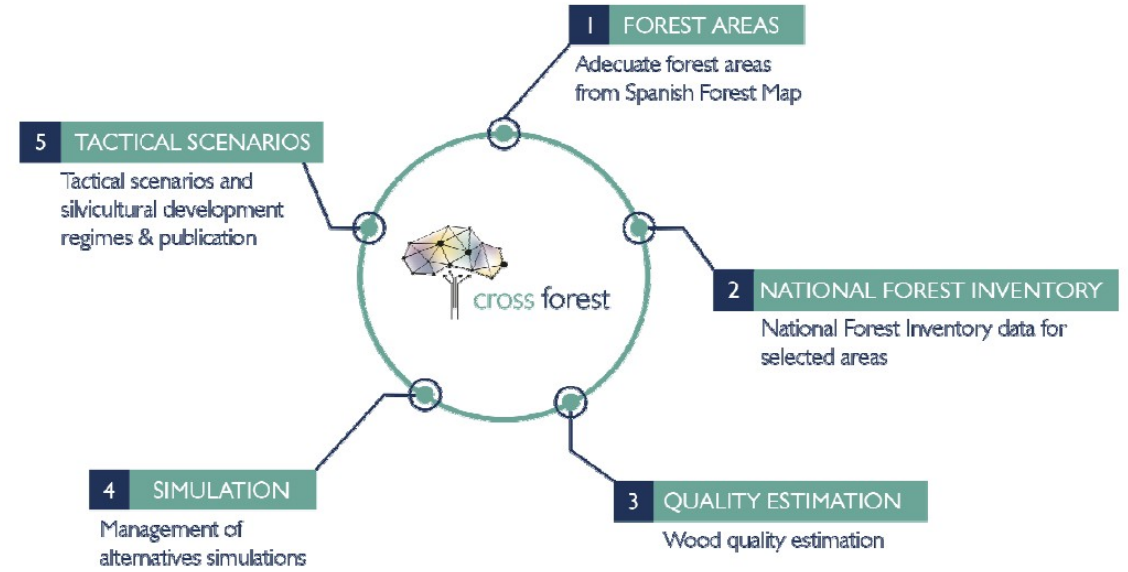 1 FOREST AREAS
Adecuate forest areas
from Spanish Forest Map
2 NATIONAL FOREST INVENTORY
National Forest Inventory data for
selected areas
3 QUALITY ESTIMATION
Wood quality estimation
4 SIMULATION
Management of
alternatives simulations
5 TACTICAL SCENARIOS
Tactical scenarios and
silvicultural development
regimes & publication
cross forest